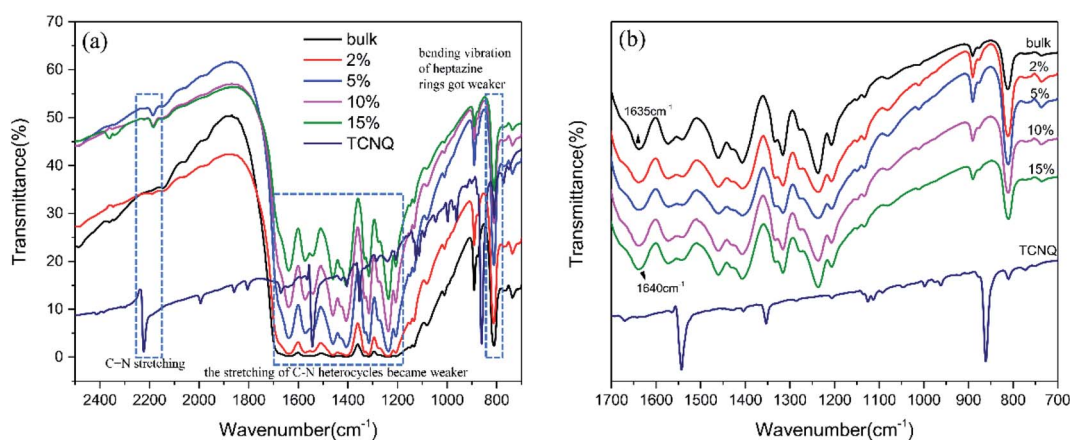 (a)
bulk
2%
5%
10%
15%
TCNQ
bending vibration
of heptazine
rings got weaker
C=N stretching
the stretching of C-N heterocycles became weaker
Transmittance(%)
70
60
50
40
30
20
10
0
2400 2200 2000 1800 1600 1400 1200 1000 800
Wavenumber(cm⁻¹)
(b)
bulk
2%
5%
10%
15%
TCNQ
1635cm⁻¹
1640cm⁻¹
Transmittance(%)
1700 1600 1500 1400 1300 1200 1100 1000 900 800 700
Wavenumber(cm⁻¹)